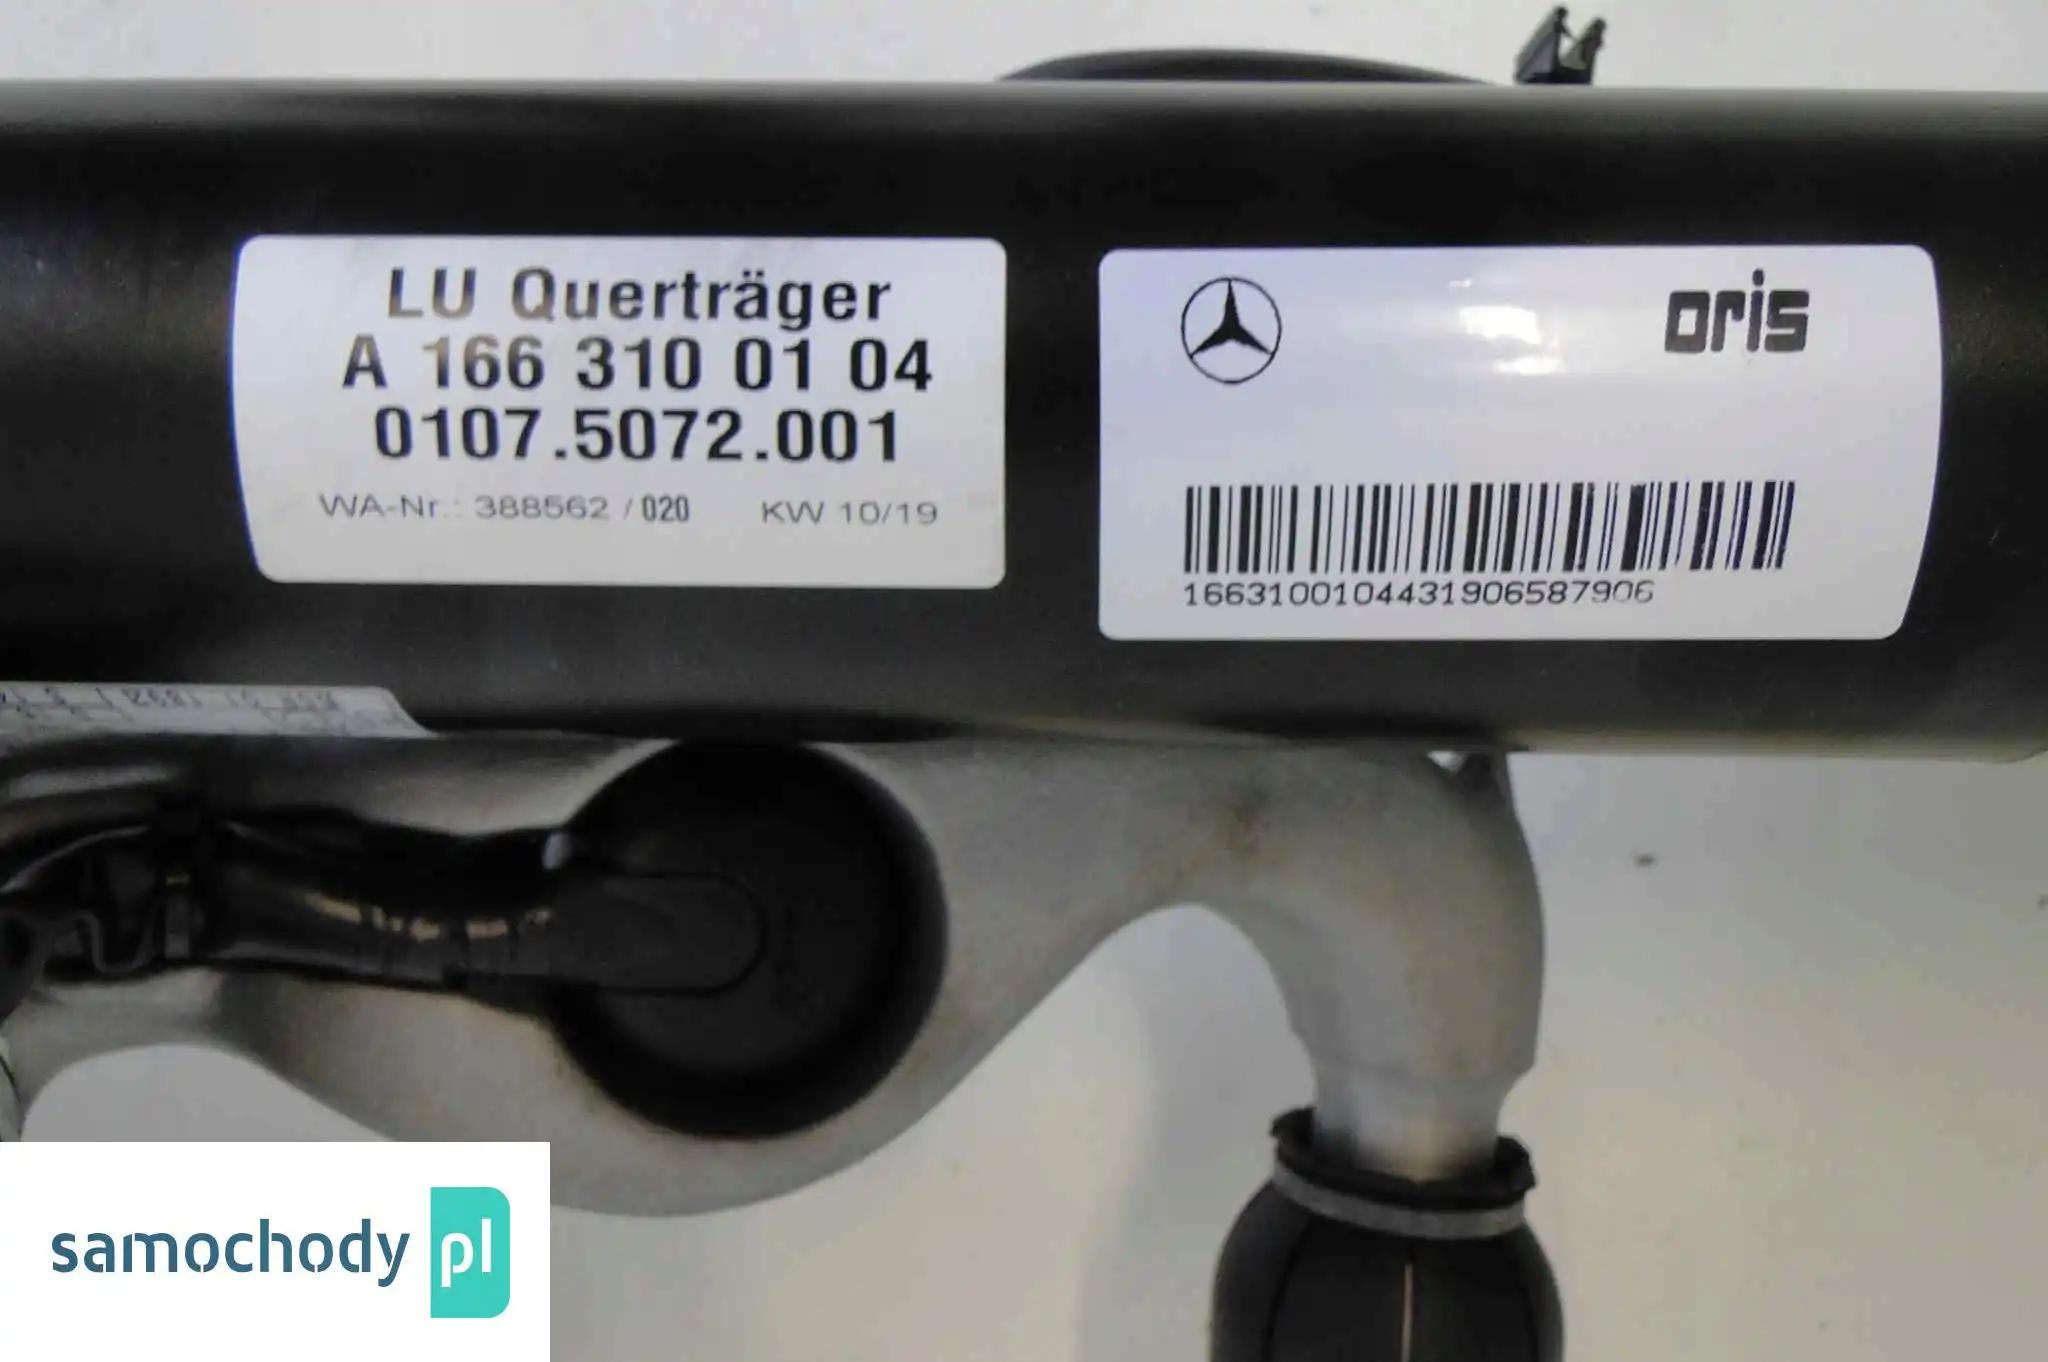 LU Querträger
A 166 310 01 04
0107.5072.001
WA-Nr.: 388562 / 020 KW 10/19
oris
1663100104431906587906
samochody pl